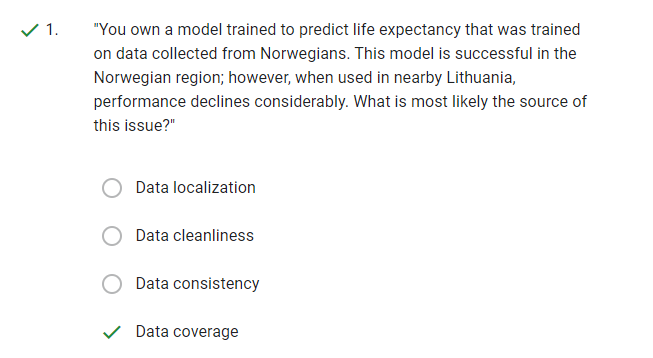 1. "You own a model trained to predict life expectancy that was trained
on data collected from Norwegians. This model is successful in the
Norwegian region; however, when used in nearby Lithuania,
performance declines considerably. What is most likely the source of
this issue?"
Data localization
Data cleanliness
Data consistency
Data coverage